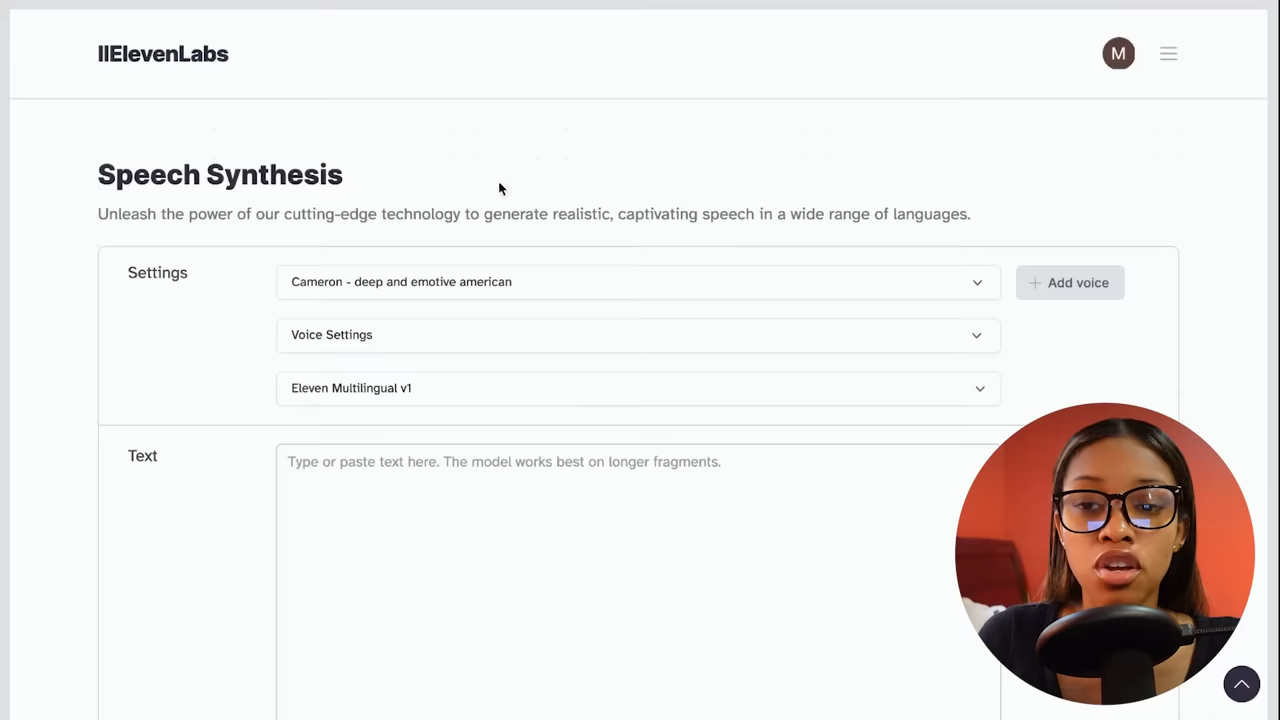 IIElevenLabs
M
Speech Synthesis
Unleash the power of our cutting-edge technology to generate realistic, captivating speech in a wide range of languages.
Settings
Cameron - deep and emotive american
+ Add voice
Voice Settings
Eleven Multilingual v1
Text
Type or paste text here. The model works best on longer fragments.